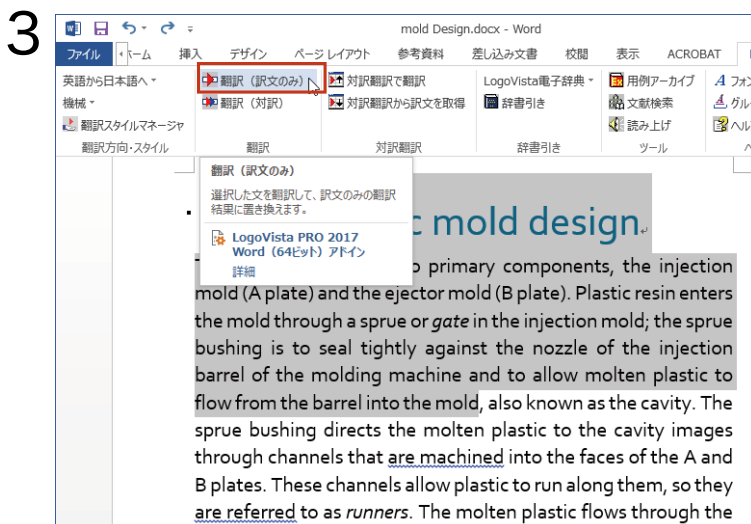 3
mold Design.docx - Word
ファイル ホーム 挿入 デザイン ページ レイアウト 参考資料 差し込み文書 校閲 表示 ACROBAT
英語から日本語へ 翻訳（訳文のみ） 対訳翻訳で翻訳 LogoVista電子辞典 用例アーカイブ フォン
機械 翻訳（対訳） 対訳翻訳から訳文を取得 辞書引き 文献検索 グル
翻訳スタイルマネージャ 読み上げ ヘル
翻訳方向・スタイル 翻訳 対訳翻訳 辞書引き ツール ヘ
翻訳（訳文のみ）
選択した文を翻訳して、訳文のみの翻訳
結果に置き換えます。
LogoVista PRO 2017
Word（64ビット）アドイン
詳細
c mold design
primary components, the injection
mold (A plate) and the ejector mold (B plate). Plastic resin enters
the mold through a sprue or gate in the injection mold; the sprue
bushing is to seal tightly against the nozzle of the injection
barrel of the molding machine and to allow molten plastic to
flow from the barrel into the mold, also known as the cavity. The
sprue bushing directs the molten plastic to the cavity images
through channels that are machined into the faces of the A and
B plates. These channels allow plastic to run along them, so they
are referred to as runners. The molten plastic flows through the